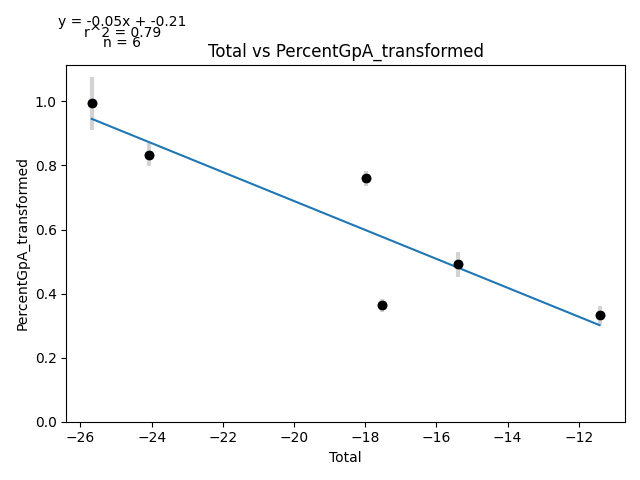 y = -0.05x + -0.21
r^2 = 0.79
n = 6
Total vs PercentGpA_transformed
PercentGpA_transformed
1.0
0.8
0.6
0.4
0.2
0.0
−26
−24
−22
−20
−18
−16
−14
−12
Total